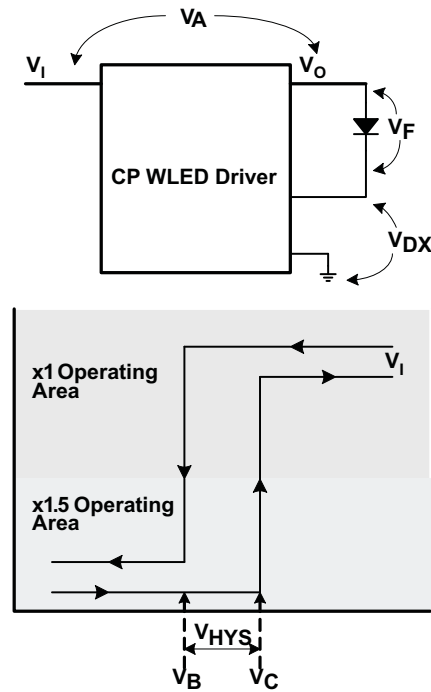 VA
VI
VO
VF
CP WLED Driver
VDX
x1 Operating
Area
VI
x1.5 Operating
Area
VHYS
VB
VC